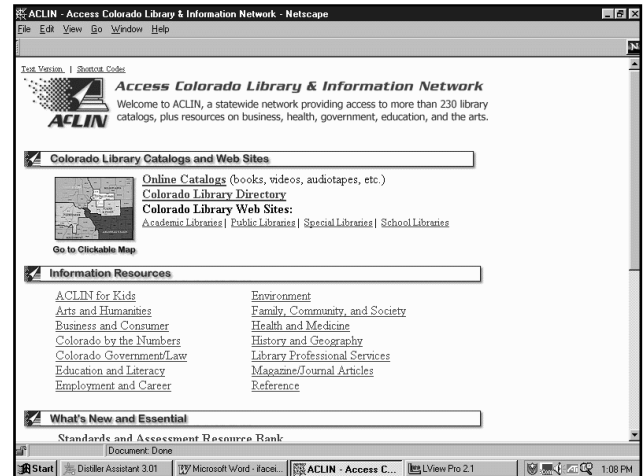 ACLIN - Access Colorado Library & Information Network - Netscape
File Edit View Go Window Help
Text Version | Shortcut Codes
ACLIN
Access Colorado Library & Information Network
Welcome to ACLIN, a statewide network providing access to more than 230 library
catalogs, plus resources on business, health, government, education, and the arts.
Colorado Library Catalogs and Web Sites
Online Catalogs (books, videos, audiotapes, etc.)
Colorado Library Directory
Colorado Library Web Sites:
Academic Libraries | Public Libraries | Special Libraries | School Libraries
Go to Clickable Map
Information Resources
ACLIN for Kids Environment
Arts and Humanities Family, Community, and Society
Business and Consumer Health and Medicine
Colorado by the Numbers History and Geography
Colorado Government/Law Library Professional Services
Education and Literacy Magazine/Journal Articles
Employment and Career Reference
What's New and Essential
Standards and Assessment Resource Bank
Document: Done
Start Distiller Assistant 3.01 Microsoft Word - ifacei... ACLIN - Access C... LView Pro 2.1 1:08 PM